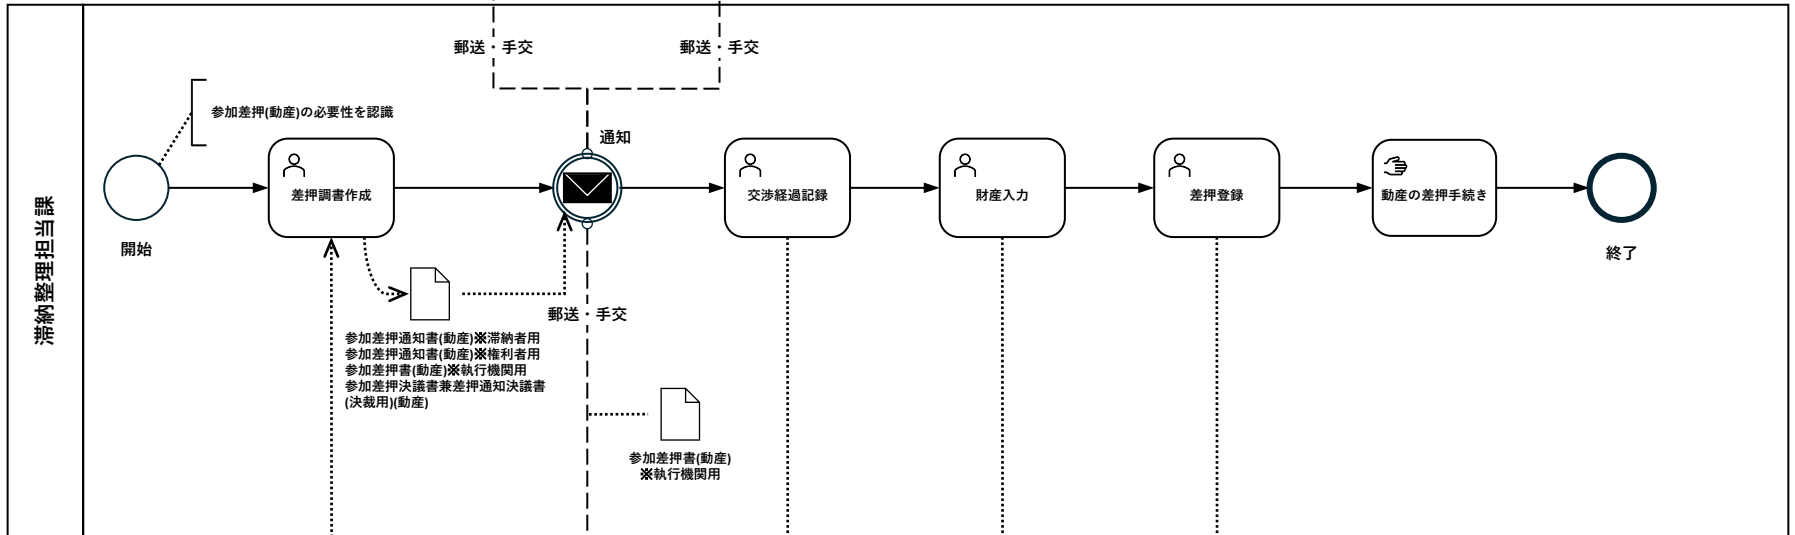 滞納整理担当課
郵送・手交
郵送・手交
参加差押(動産)の必要性を認識
通知
開始
差押調書作成
交渉経過記録
財産入力
差押登録
動産の差押手続き
終了
郵送・手交
参加差押通知書(動産)※滞納者用
参加差押通知書(動産)※権利者用
参加差押書(動産)※執行機関用
参加差押決議書兼差押通知決議書
(決裁用)(動産)
参加差押書(動産)
※執行機関用